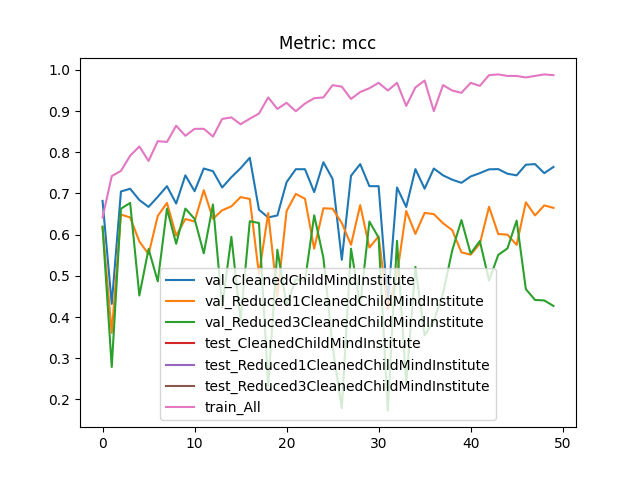 Metric: mcc
1.0
0.9
0.8
0.7
0.6
0.5
0.4
0.3
0.2
val_CleanedChildMindInstitute
val_Reduced1CleanedChildMindInstitute
val_Reduced3CleanedChildMindInstitute
test_CleanedChildMindInstitute
test_Reduced1CleanedChildMindInstitute
test_Reduced3CleanedChildMindInstitute
train_All
0 10 20 30 40 50